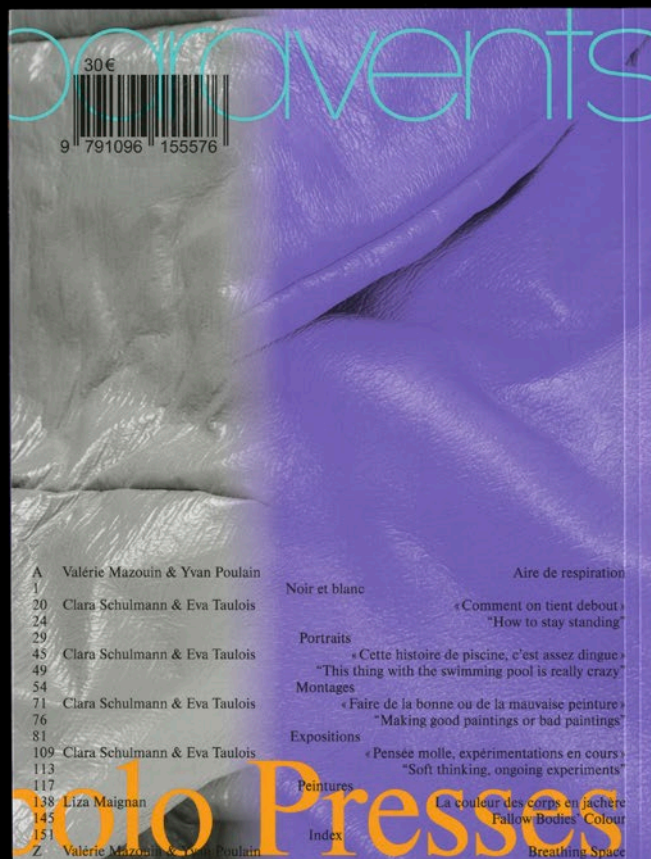 paravents
30 €
9 791096 155576
A Valérie Mazouin & Yvan Poulain Aire de respiration
1 Noir et blanc
20 Clara Schulmann & Eva Taulois « Comment on tient debout »
24 “How to stay standing”
29 Portraits
45 Clara Schulmann & Eva Taulois « Cette histoire de piscine, c’est assez dingue »
49 “This thing with the swimming pool is really crazy”
54 Montages
71 Clara Schulmann & Eva Taulois « Faire de la bonne ou de la mauvaise peinture »
76 “Making good paintings or bad paintings”
81 Expositions
109 Clara Schulmann & Eva Taulois « Pensée molle, expérimentations en cours »
113 “Soft thinking, ongoing experiments”
117 Peintures
138 Liza Maignan La couleur des corps en jachère
145 Fallow Bodies’ Colour
151 Index
Z Valérie Mazouin & Yvan Poulain Breathing Space
polo Presses